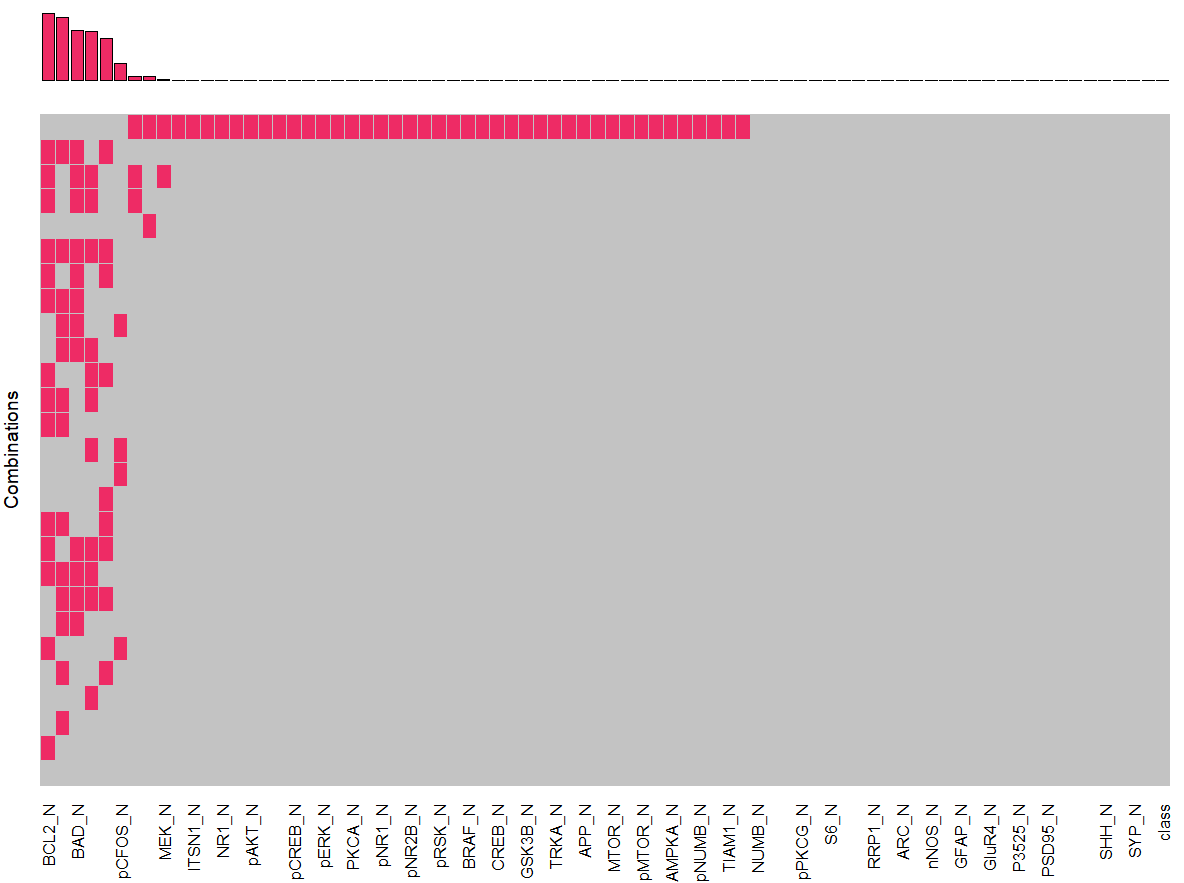 Combinations
BCL2_N
BAD_N
pCFOS_N
MEK_N
ITSN1_N
NR1_N
pAKT_N
pCREB_N
pERK_N
PKCA_N
pNR1_N
pNR2B_N
pRSK_N
BRAF_N
CREB_N
GSK3B_N
TRKA_N
APP_N
MTOR_N
pMTOR_N
AMPKA_N
pNUMB_N
TIAM1_N
NUMB_N
pPKCG_N
S6_N
RRP1_N
ARC_N
nNOS_N
GFAP_N
GluR4_N
P3525_N
PSD95_N
SHH_N
SYP_N
class